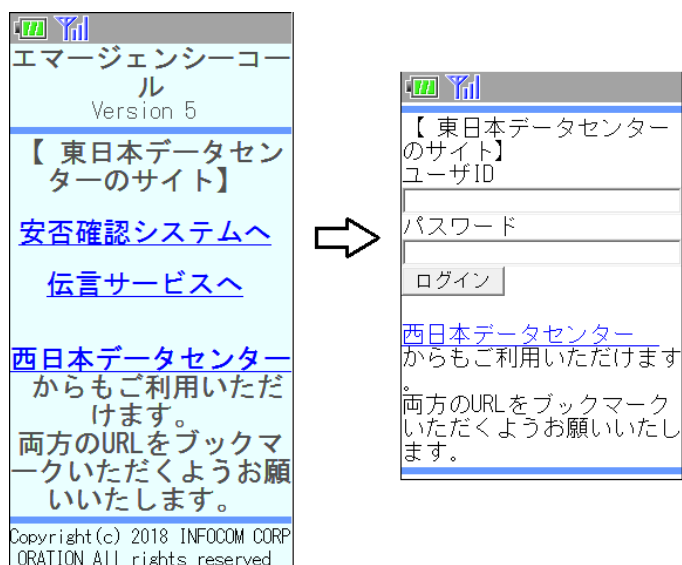 エマージェンシーコー
ル
Version 5
【 東日本データセン
ターのサイト】
安否確認システムへ
伝言サービスへ
西日本データセンター
からもご利用いただ
けます。
両方のURLをブックマ
ークいただくようお願
いいたします。
Copyright(c) 2018 INFOCOM CORP
ORATION All rights reserved
【 東日本データセンター
のサイト】
ユーザID
パスワード
ログイン
西日本データセンター
からもご利用いただけます
。
両方のURLをブックマーク
いただくようお願いいたし
ます。